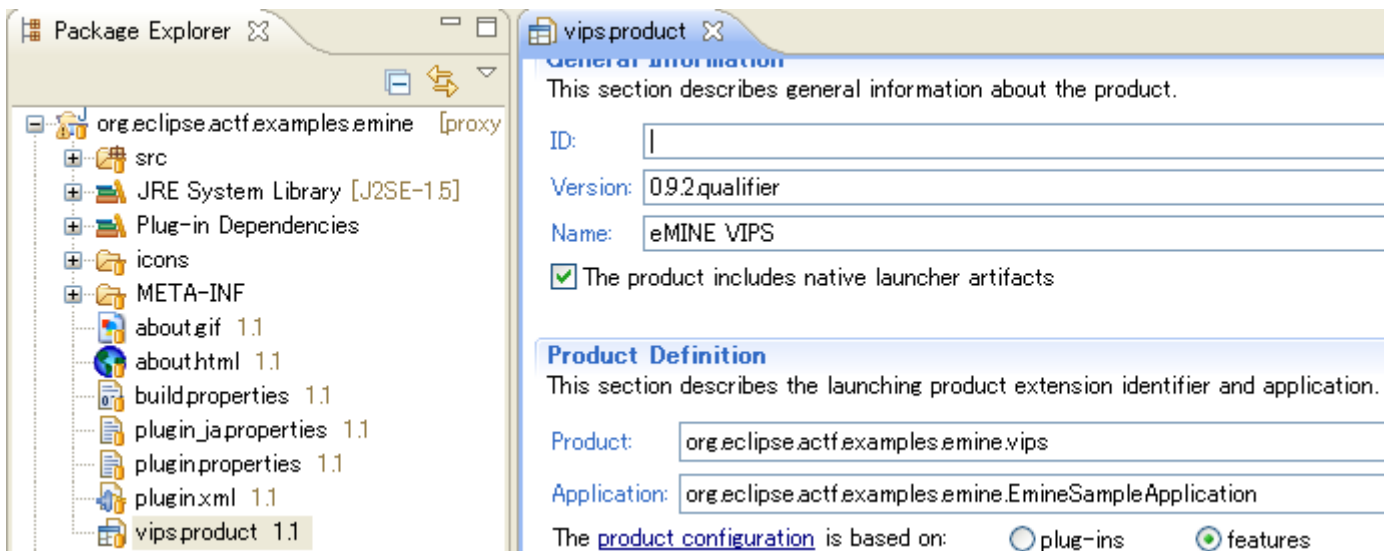 Package Explorer
org.eclipse.actf.examples.emine [proxy
src
JRE System Library [J2SE-1.5]
Plug-in Dependencies
icons
META-INF
about.gif 1.1
about.html 1.1
build.properties 1.1
plugin_ja.properties 1.1
plugin.properties 1.1
plugin.xml 1.1
vips.product 1.1
vips.product
General Information
This section describes general information about the product.
ID:
Version: 0.9.2.qualifier
Name: eMINE VIPS
The product includes native launcher artifacts
Product Definition
This section describes the launching product extension identifier and application.
Product: org.eclipse.actf.examples.emine.vips
Application: org.eclipse.actf.examples.emine.EmineSampleApplication
The product configuration is based on: plug-ins features